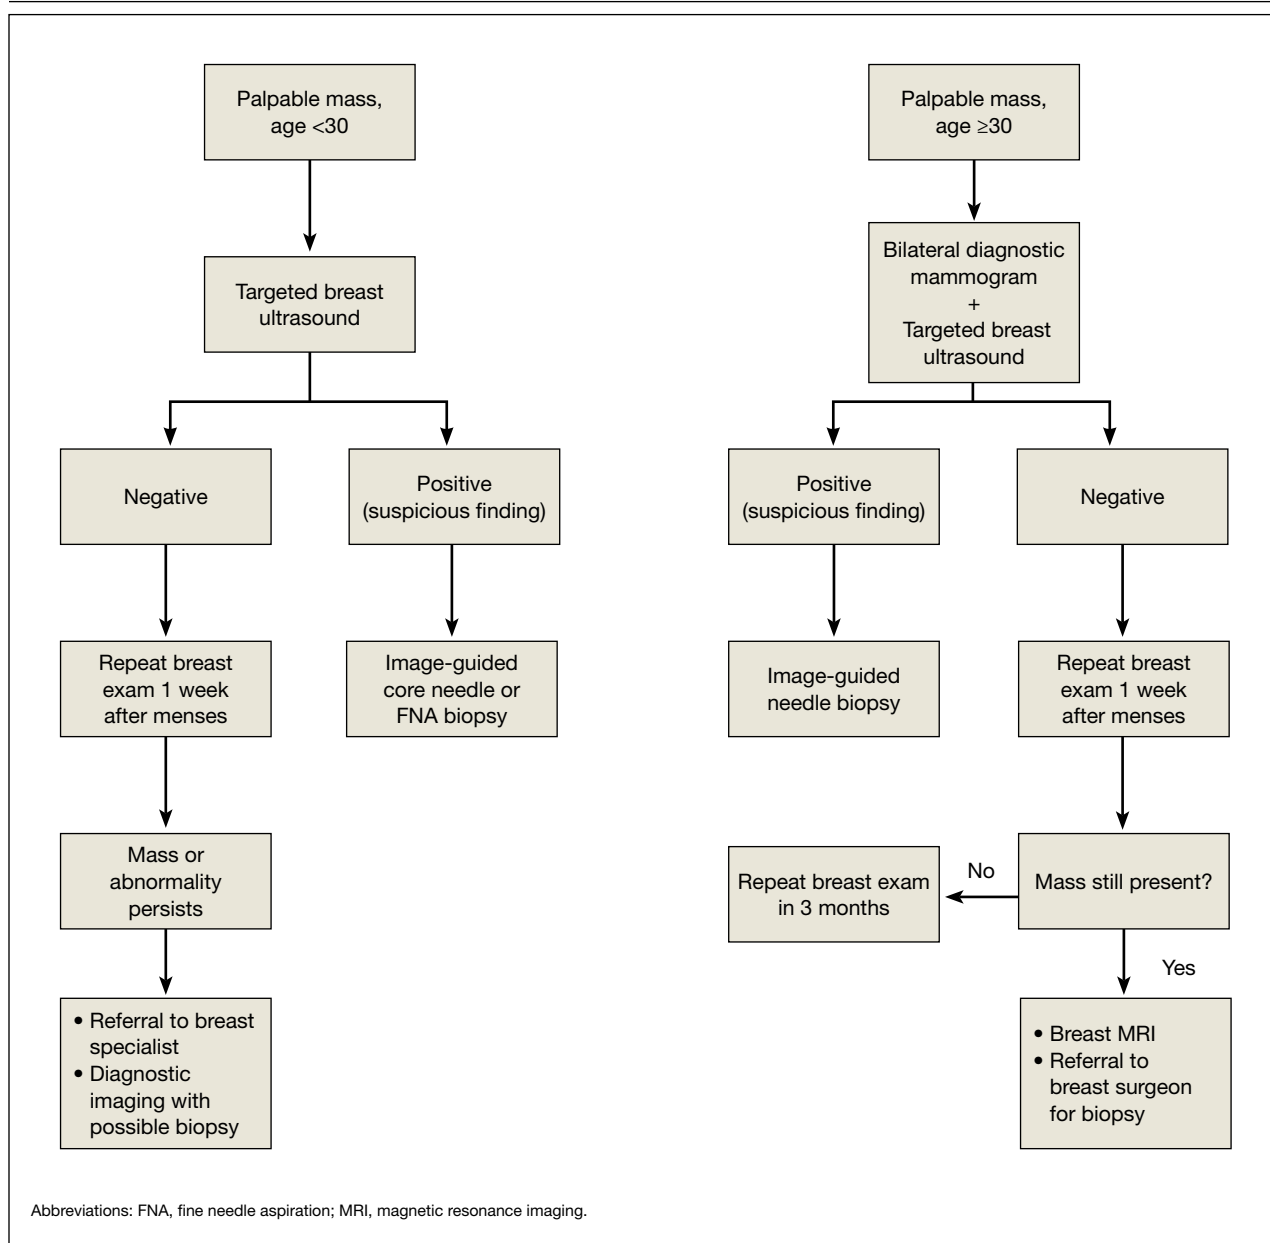 Palpable mass,
age <30
Targeted breast
ultrasound
Negative
Positive
(suspicious finding)
Repeat breast
exam 1 week
after menses
Image-guided
core needle or
FNA biopsy
Mass or
abnormality
persists
• Referral to breast
specialist
• Diagnostic
imaging with
possible biopsy
Palpable mass,
age ≥30
Bilateral diagnostic
mammogram
+
Targeted breast
ultrasound
Positive
(suspicious finding)
Negative
Image-guided
needle biopsy
Repeat breast
exam 1 week
after menses
Mass still present?
No
Repeat breast exam
in 3 months
Yes
• Breast MRI
• Referral to
breast surgeon
for biopsy
Abbreviations: FNA, fine needle aspiration; MRI, magnetic resonance imaging.